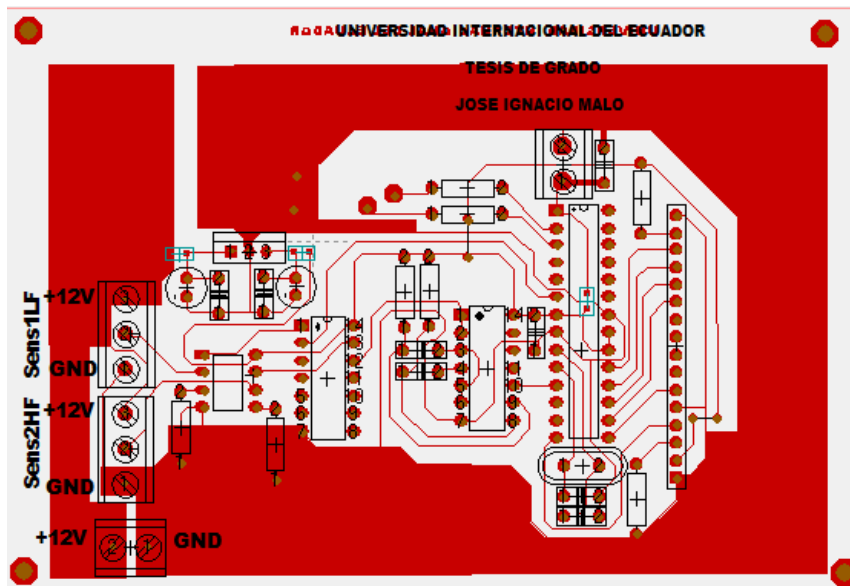 UNIVERSIDAD INTERNACIONAL DEL ECUADOR
TESIS DE GRADO
JOSE IGNACIO MALO
+12V
Sens1LF
GND
+12V
Sens2HF
GND
+12V
GND